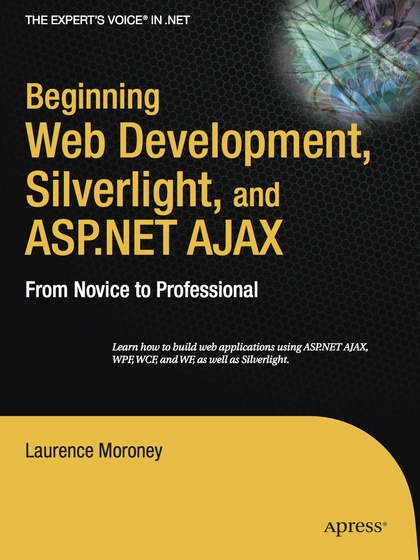 THE EXPERT'S VOICE® IN .NET
Beginning
Web Development,
Silverlight, and
ASP.NET AJAX
From Novice to Professional
Learn how to build web applications using ASP.NET AJAX,
WPF, WCF, and WF, as well as Silverlight.
Laurence Moroney
Apress®